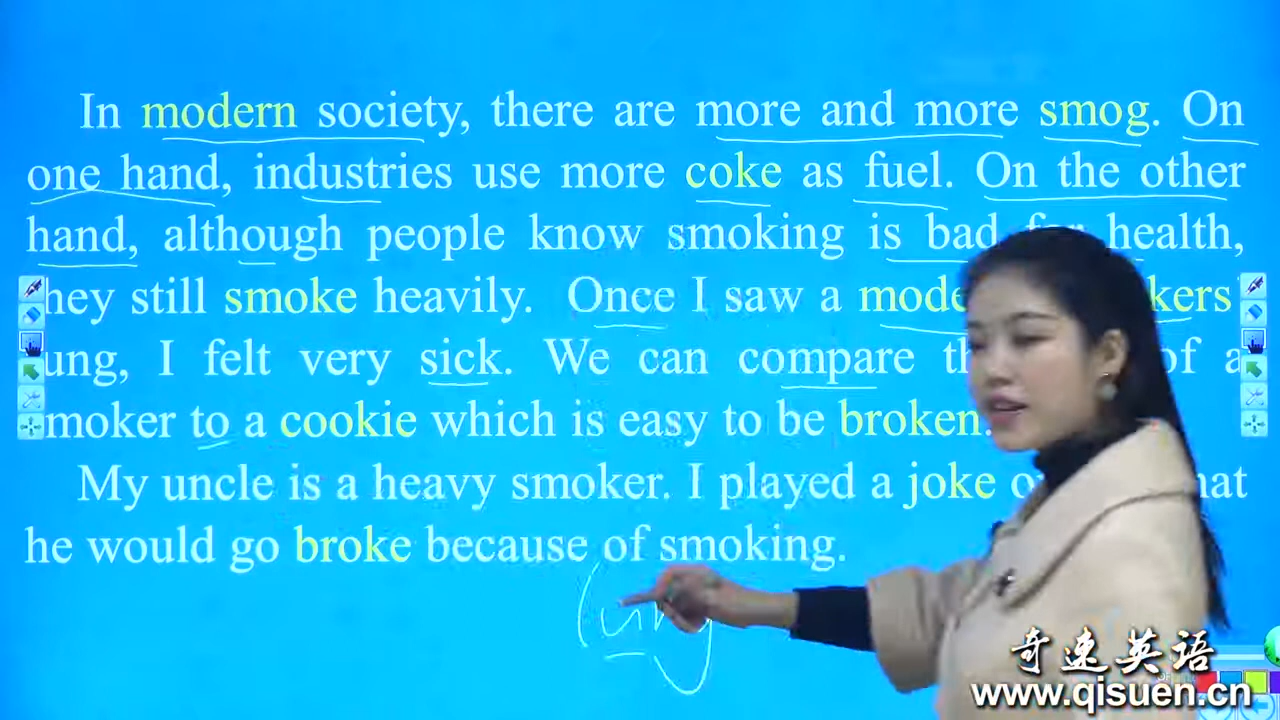 In modern society, there are more and more smog. On
one hand, industries use more coke as fuel. On the other
hand, although people know smoking is bad for health,
hey still smoke heavily. Once I saw a mode kers
ung, I felt very sick. We can compare th of a
moker to a cookie which is easy to be broken.
My uncle is a heavy smoker. I played a joke o hat
he would go broke because of smoking.
lung
奇速英语
www.qisuen.cn